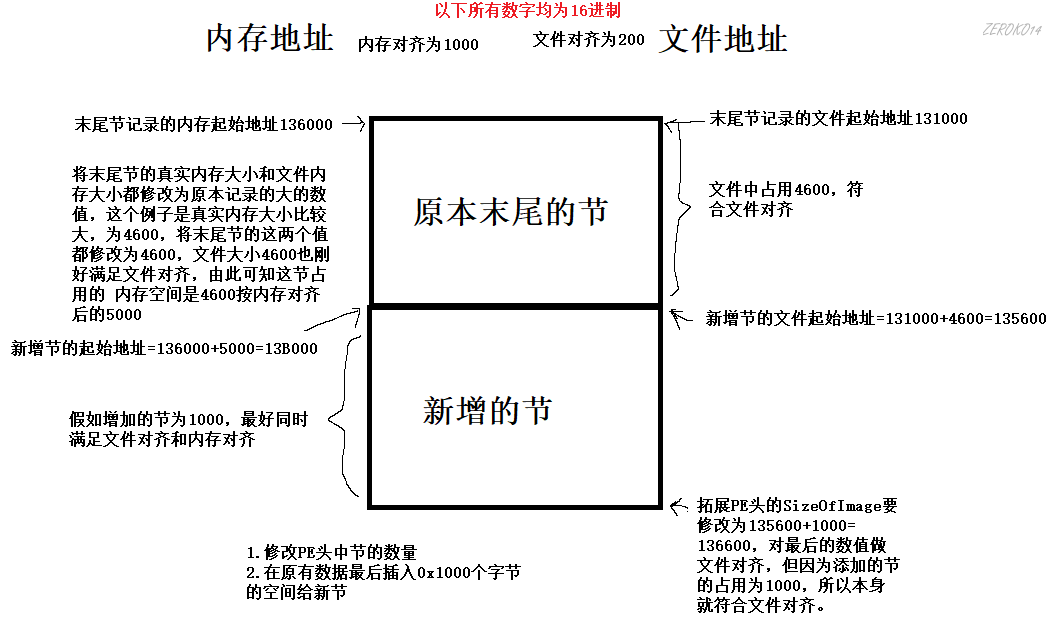 以下所有数字均为16进制
内存地址 内存对齐为1000 文件对齐为200 文件地址
ZEROKO14
末尾节记录的内存起始地址136000
末尾节记录的文件起始地址131000
将末尾节的真实内存大小和文件内
存大小都修改为原本记录的大的数
值，这个例子是真实内存大小比较
大，为4600，将末尾节的这两个值
都修改为4600，文件大小4600也刚
好满足文件对齐，由此可知这节占
用的 内存空间是4600按内存对齐
后的5000
原本末尾的节
文件中占用4600，符
合文件对齐
新增节的文件起始地址=131000+4600=135600
新增节的起始地址=136000+5000=13B000
假如增加的节为1000，最好同时
满足文件对齐和内存对齐
新增的节
拓展PE头的SizeOfImage要
修改为135600+1000=
136600，对最后的数值做
文件对齐，但因为添加的节
的占用为1000，所以本身
就符合文件对齐。
1.修改PE头中节的数量
2.在原有数据最后插入0x1000个字节
的空间给新节